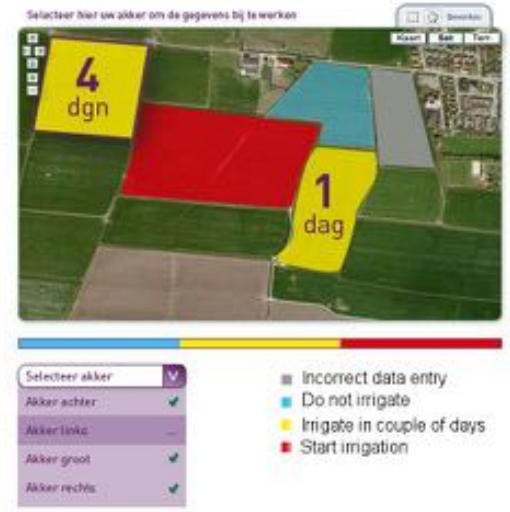 Selecteer hier uw akker om de gegevens bij te werken
Bewerken
Kaart Sat Terr
4
dgn
1
dag
Selecteer akker
Akker achter
Akker links
Akker groot
Akker rechts
Incorrect data entry
Do not irrigate
Irrigate in couple of days
Start irrigation